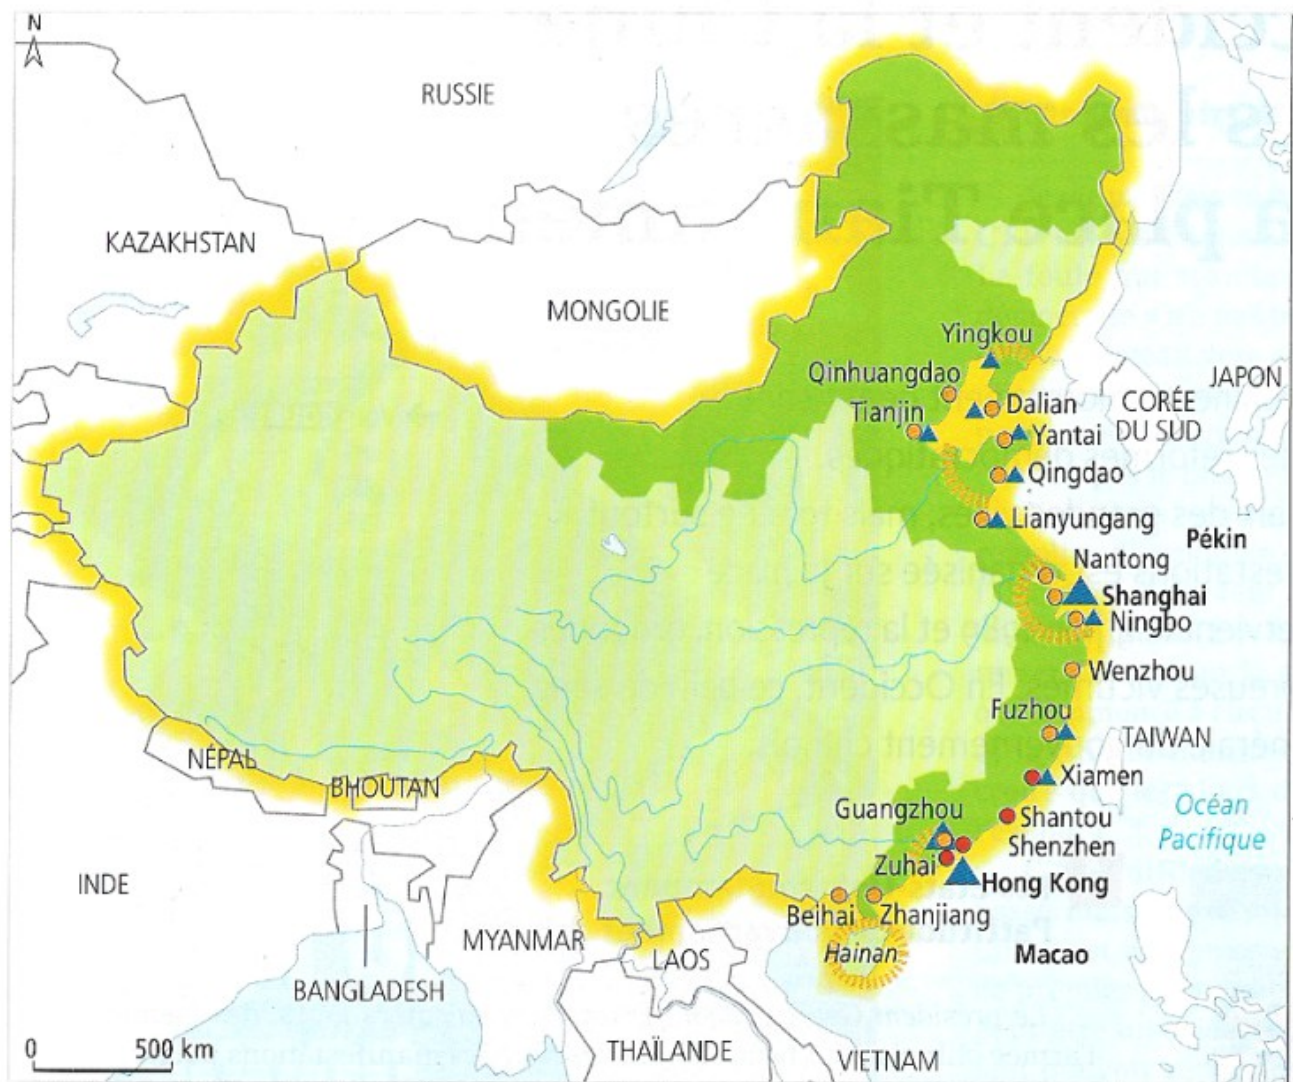 N
RUSSIE
KAZAKHSTAN
MONGOLIE
Yingkou
Qinhuangdao
JAPON
Tianjin
Dalian
CORÉE
DU SUD
Yantai
Qingdao
Lianyungang
Pékin
Nantong
Shanghai
Ningbo
Wenzhou
Fuzhou
TAIWAN
NÉPAL
Xiamen
BHOUTAN
Guangzhou
Shantou
Océan
Pacifique
Shenzhen
Zuhai
INDE
Hong Kong
Beihai
Zhanjiang
MYANMAR
Hainan
Macao
LAOS
BANGLADESH
0
500 km
THAÏLANDE
VIETNAM